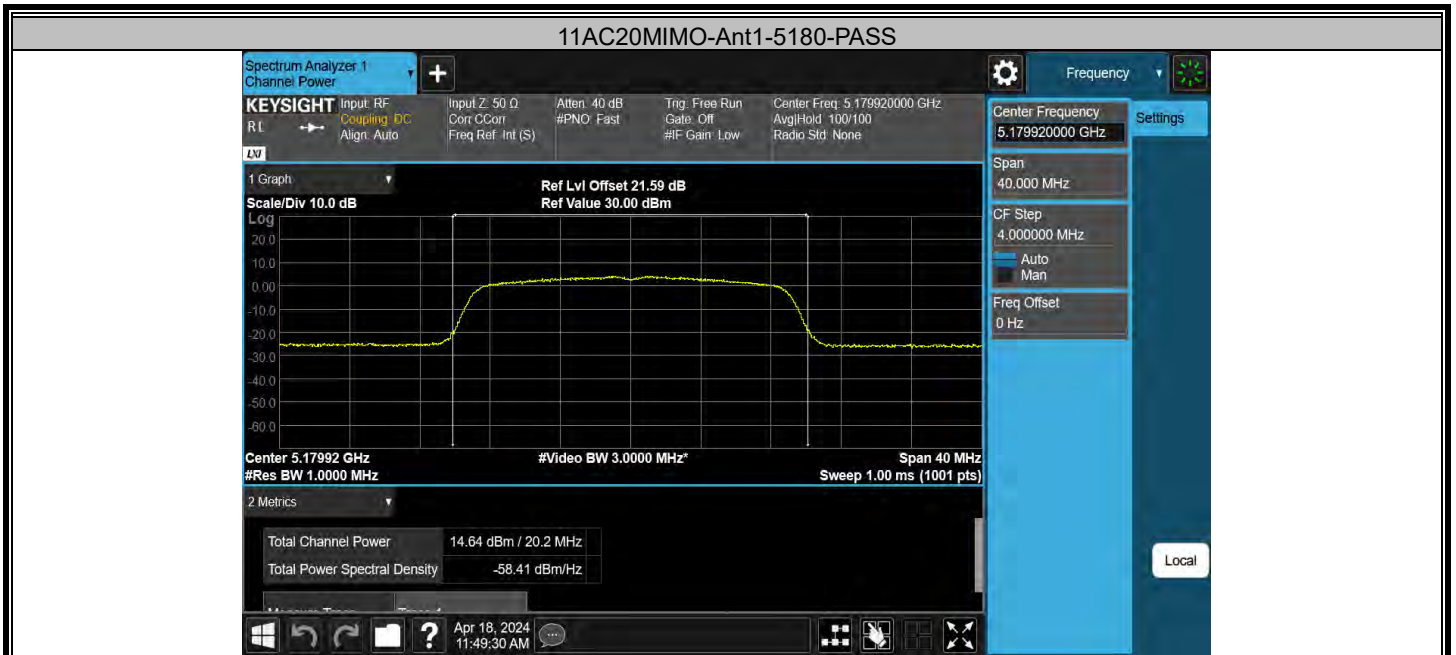 11AC20MIMO-Ant1-5180-PASS
Spectrum Analyzer 1
Channel Power
Frequency
KEYSIGHT
RL
LXI
Input: RF
Coupling: DC
Align: Auto
Input Z: 50 Ω
Corr CCorr
Freq Ref: Int (S)
Atten: 40 dB
#PNO: Fast
Trig: Free Run
Gate: Off
#IF Gain: Low
Center Freq: 5.179920000 GHz
Avg|Hold: 100/100
Radio Std: None
Center Frequency
5.179920000 GHz
Settings
Span
40.000 MHz
CF Step
4.000000 MHz
Auto
Man
Freq Offset
0 Hz
Local
1 Graph
Scale/Div 10.0 dB
Ref Lvl Offset 21.59 dB
Ref Value 30.00 dBm
Log
20.0
10.0
0.00
-10.0
-20.0
-30.0
-40.0
-50.0
-60.0
Center 5.17992 GHz
#Video BW 3.0000 MHz*
Span 40 MHz
#Res BW 1.0000 MHz
Sweep 1.00 ms (1001 pts)
2 Metrics
Total Channel Power 14.64 dBm / 20.2 MHz
Total Power Spectral Density -58.41 dBm/Hz
?
Apr 18, 2024
11:49:30 AM